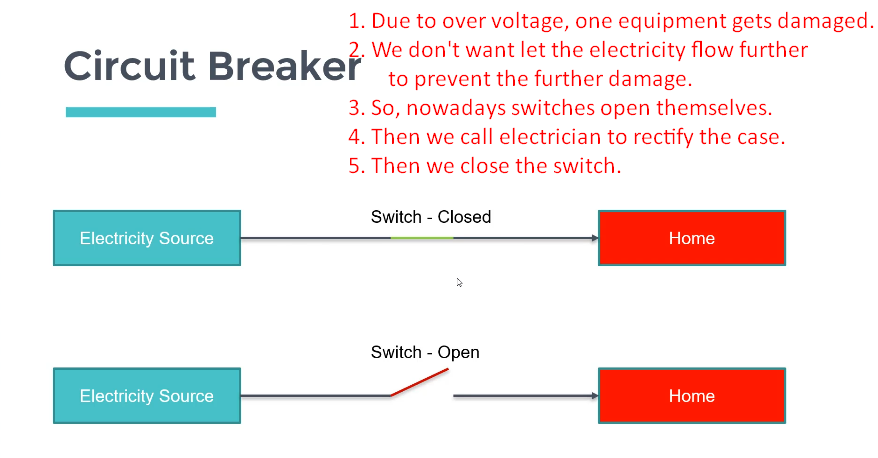 Circuit Breaker
1. Due to over voltage, one equipment gets damaged.
2. We don't want let the electricity flow further
to prevent the further damage.
3. So, nowadays switches open themselves.
4. Then we call electrician to rectify the case.
5. Then we close the switch.
Switch - Closed
Electricity Source
Home
Switch - Open
Electricity Source
Home